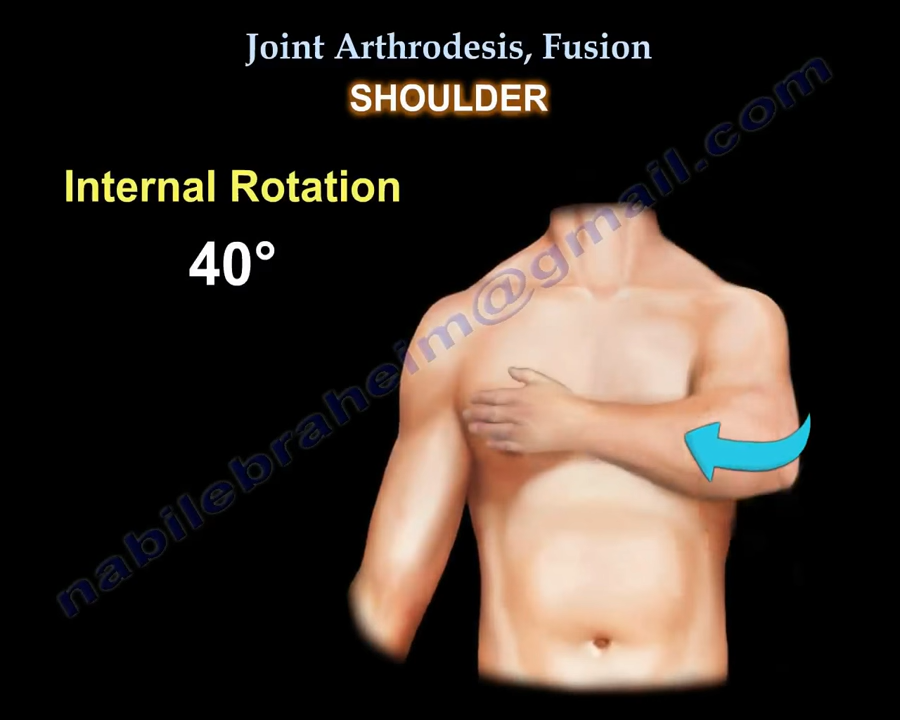 Joint Arthrodesis, Fusion
SHOULDER
Internal Rotation
40°
nabilebraheim@gmail.com